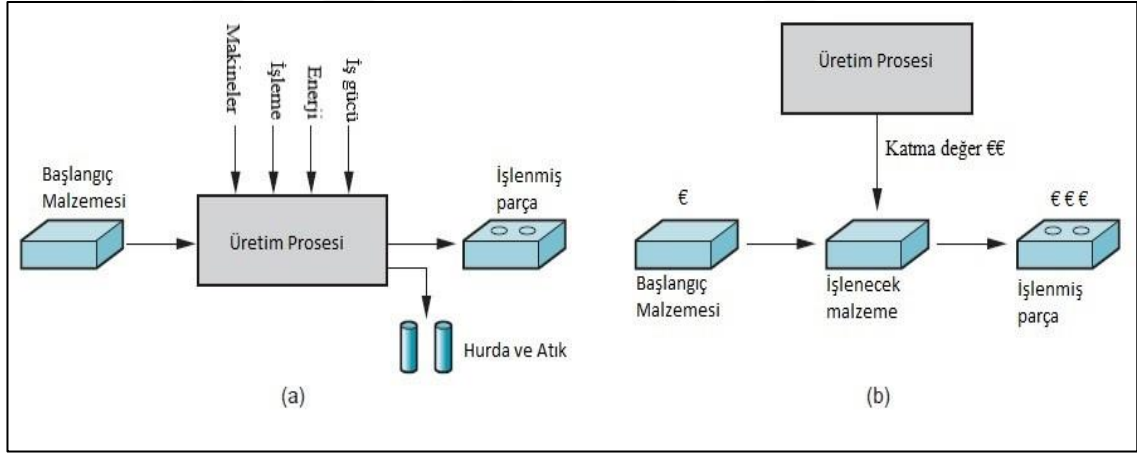 Makineler
İşleme
Enerji
İş gücü
Başlangıç
Malzemesi
Üretim Prosesi
İşlenmiş
parça
Hurda ve Atık
(a)
Üretim Prosesi
Katma değer €€
€
Başlangıç
Malzemesi
İşlenecek
malzeme
€€€
İşlenmiş
parça
(b)